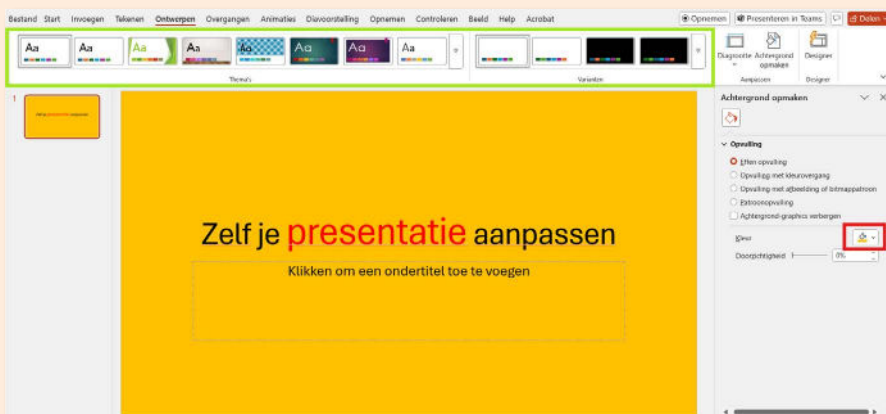 Bestand Start Invoegen Tekenen Ontwerpen Overgangen Animaties Diavoorstelling Opnemen Controleren Beeld Help Acrobat
Opnemen Presenteren in Teams Delen
Aa Aa Aa Aa Aa Aa Aa Aa
Thema's
Varianten
Diagrootte
Achtergrond opmaken
Designer
Aanpassen
Designer
1
Zelf je presentatie aanpassen
Klikken om een ondertitel toe te voegen
Achtergrond opmaken
Opvulling
Effen opvulling
Opvulling met kleurovergang
Opvulling met afbeelding of bitmappatroon
Patroonopvulling
Achtergrond-graphics verbergen
Kleur
Doorzichtigheid 0%